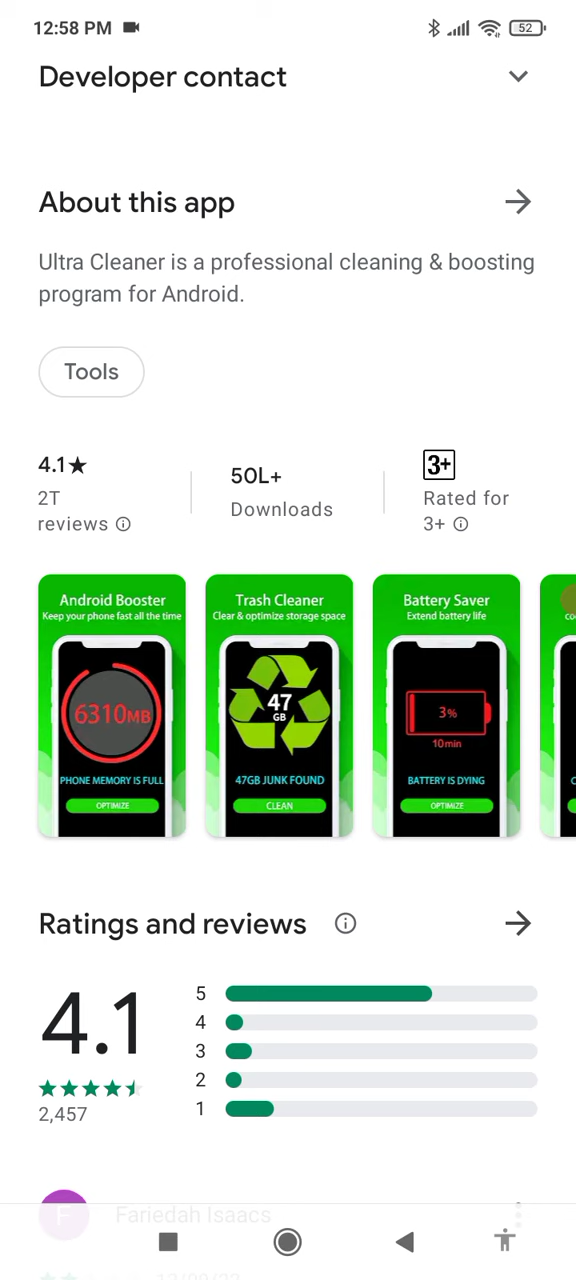 12:58 PM
52
Developer contact
About this app
Ultra Cleaner is a professional cleaning & boosting
program for Android.
Tools
4.1★
2T
reviews
50L+
Downloads
3+
Rated for
3+
Android Booster
Keep your phone fast all the time
6310MB
PHONE MEMORY IS FULL
OPTIMIZE
Trash Cleaner
Clear & optimize storage space
47
GB
47GB JUNK FOUND
CLEAN
Battery Saver
Extend battery life
3%
10min
BATTERY IS DYING
OPTIMIZE
Ratings and reviews
4.1
2,457
5
4
3
2
1
F
Fariedah Isaacs